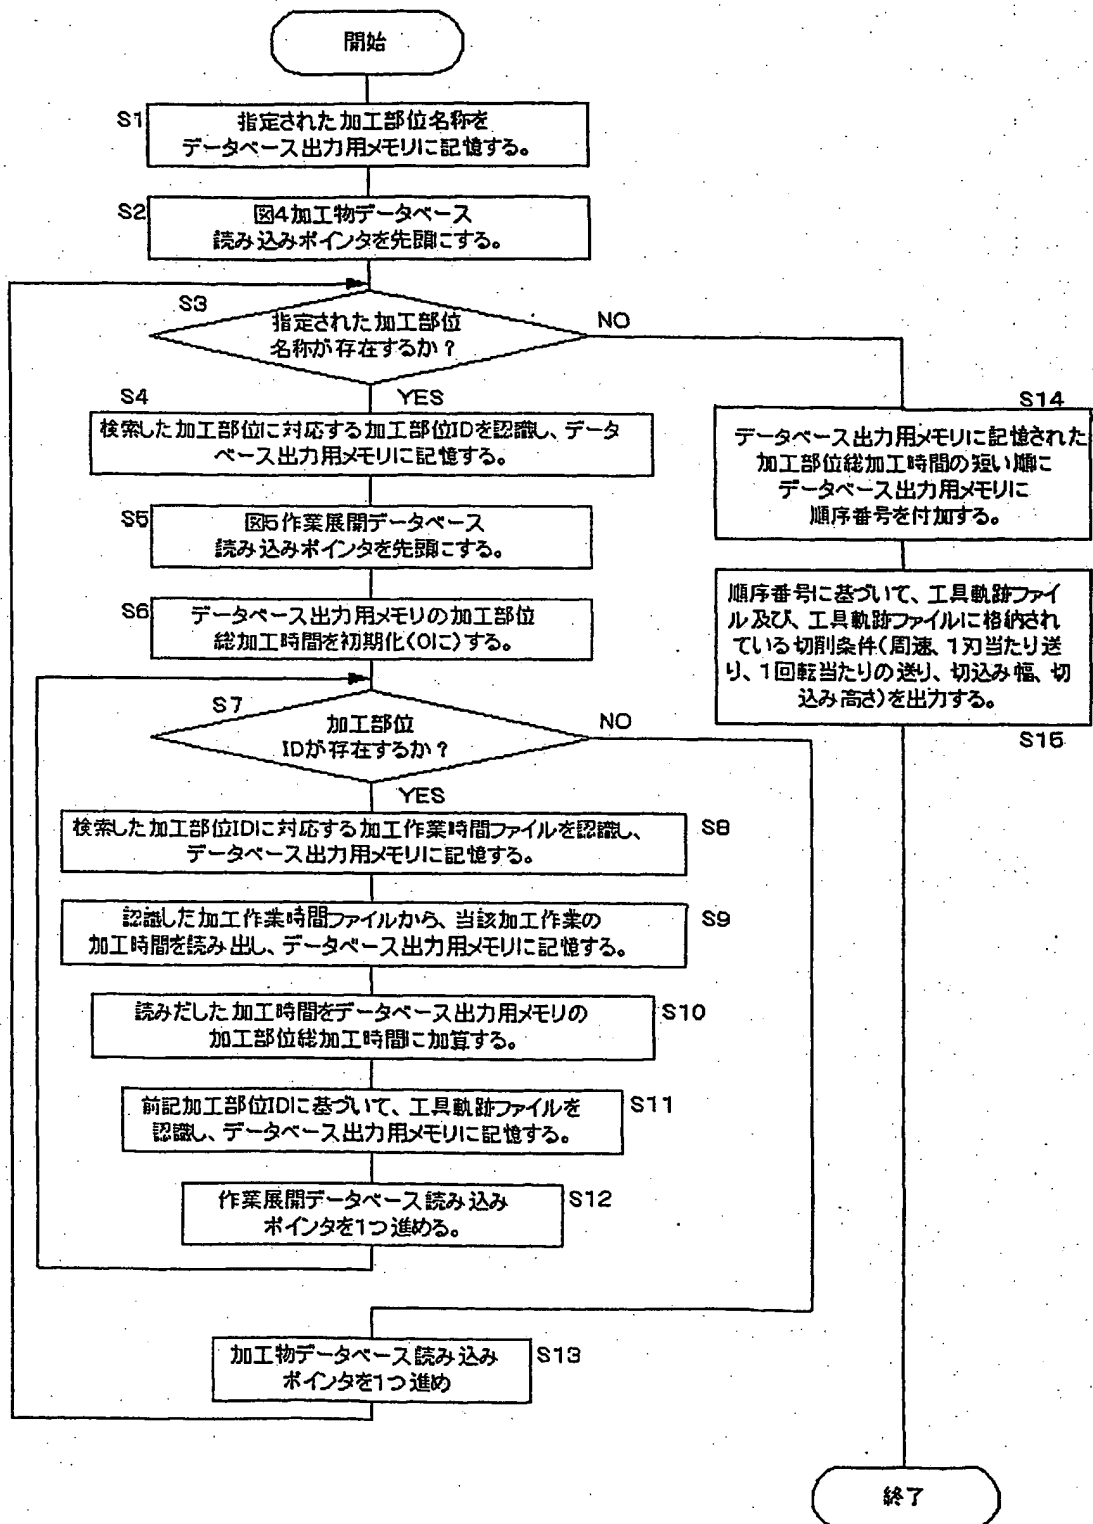 開始
S1
指定された加工部位名称を
データベース出力用メモリに記憶する。
S2
図4加工物データベース
読み込みポインタを先頭にする。
S3
指定された加工部位
名称が存在するか?
NO
YES
S4
検索した加工部位に対応する加工部位IDを認識し、データ
ベース出力用メモリに記憶する。
S5
図5作業展開データベース
読み込みポインタを先頭にする。
S6
データベース出力用メモリの加工部位
総加工時間を初期化(0に)する。
S7
加工部位
IDが存在するか?
NO
YES
検索した加工部位IDに対応する加工作業時間ファイルを認識し、
データベース出力用メモリに記憶する。
S8
認識した加工作業時間ファイルから、当該加工作業の
加工時間を読み出し、データベース出力用メモリに記憶する。
S9
読みだした加工時間をデータベース出力用メモリの
加工部位総加工時間に加算する。
S10
前記加工部位IDに基づいて、工具軌跡ファイルを
認識し、データベース出力用メモリに記憶する。
S11
作業展開データベース読み込み
ポインタを1つ進める。
S12
加工物データベース読み込み
ポインタを1つ進め
S13
S14
データベース出力用メモリに記憶された
加工部位総加工時間の短い順に
データベース出力用メモリに
順序番号を付加する。
順序番号に基づいて、工具軌跡ファイ
ル及び、工具軌跡ファイルに格納され
ている切削条件(周速、1刃当たり送
り、1回転当たりの送り、切込み幅、切
込み高さ)を出力する。
S15
終了